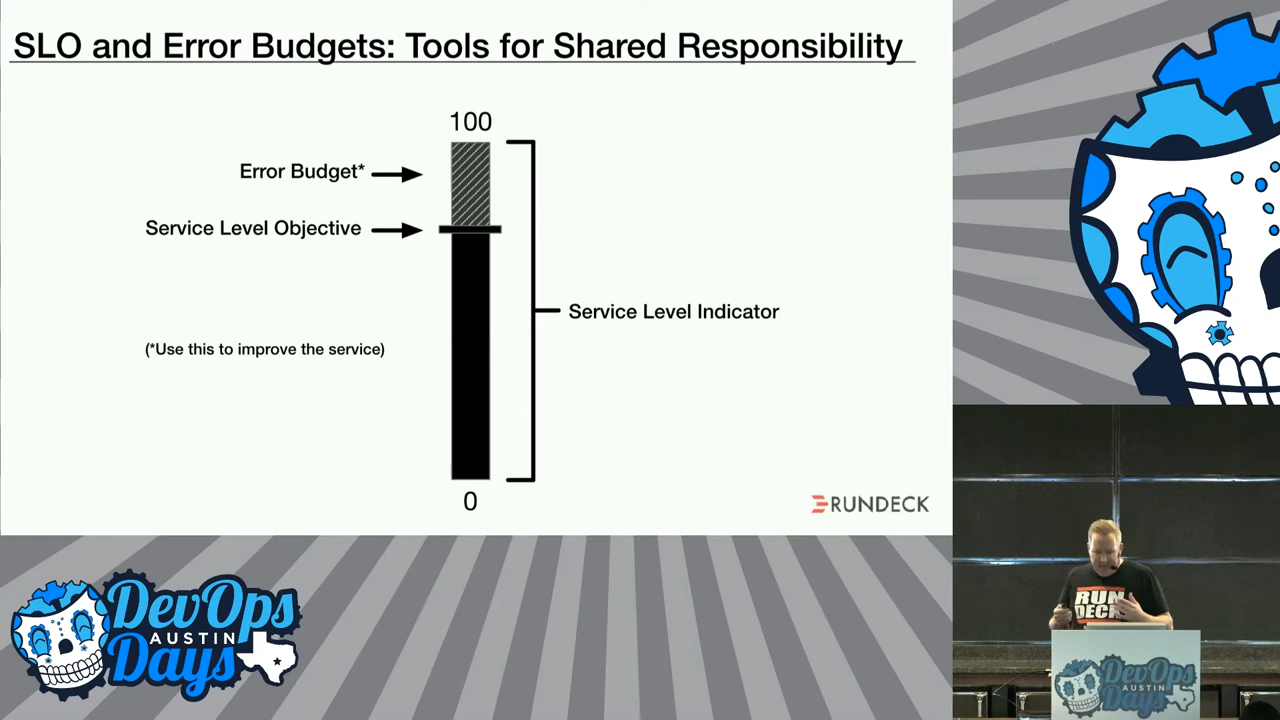 SLO and Error Budgets: Tools for Shared Responsibility
100
Error Budget*
Service Level Objective
Service Level Indicator
(*Use this to improve the service)
0
RUNDECK
DevOps
AUSTIN
Days
RUN
DECK
DevOps
AUSTIN
Days